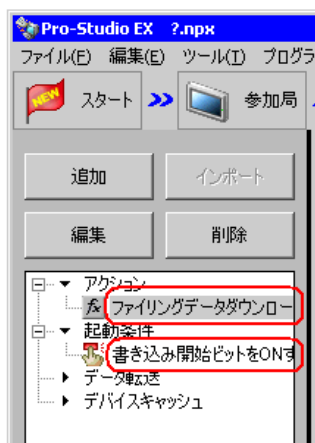 Pro-Studio EX ?.npx
ファイル(F) 編集(E) ツール(T) プログラ
NEW スタート 参加局
追加 インポート
編集 削除
アクション
fx ファイリングデータダウンロー
起動条件
書き込み開始ビットをONす
データ転送
デバイスキャッシュ